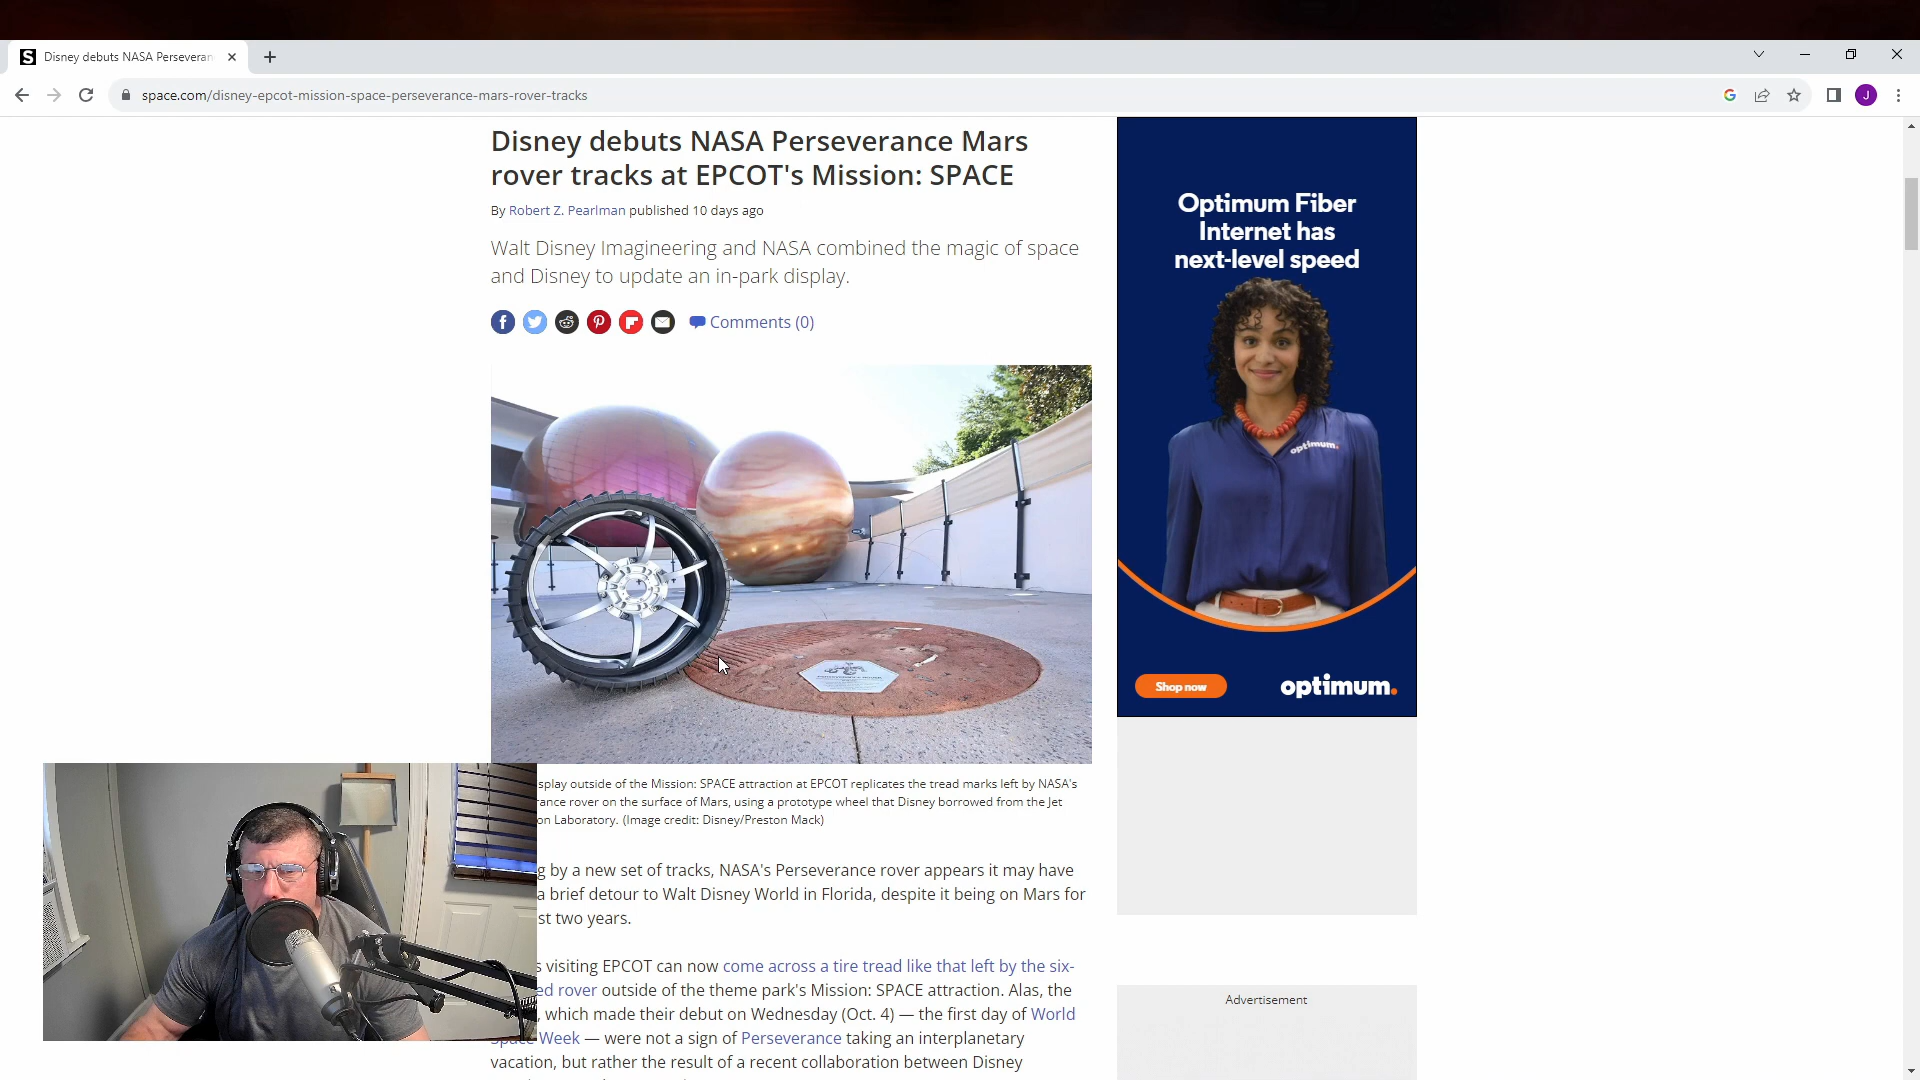 Disney debuts NASA Perseveran
space.com/disney-epcot-mission-space-perseverance-mars-rover-tracks
J
Disney debuts NASA Perseverance Mars
rover tracks at EPCOT's Mission: SPACE
By Robert Z. Pearlman published 10 days ago
Walt Disney Imagineering and NASA combined the magic of space
and Disney to update an in-park display.
Comments (0)
splay outside of the Mission: SPACE attraction at EPCOT replicates the tread marks left by NASA's
rance rover on the surface of Mars, using a prototype wheel that Disney borrowed from the Jet
on Laboratory. (Image credit: Disney/Preston Mack)
g by a new set of tracks, NASA's Perseverance rover appears it may have
a brief detour to Walt Disney World in Florida, despite it being on Mars for
st two years.
s visiting EPCOT can now come across a tire tread like that left by the six-
ed rover outside of the theme park's Mission: SPACE attraction. Alas, the
, which made their debut on Wednesday (Oct. 4) — the first day of World
Space Week — were not a sign of Perseverance taking an interplanetary
vacation, but rather the result of a recent collaboration between Disney
Optimum Fiber
Internet has
next-level speed
optimum.
Shop now
optimum.
Advertisement